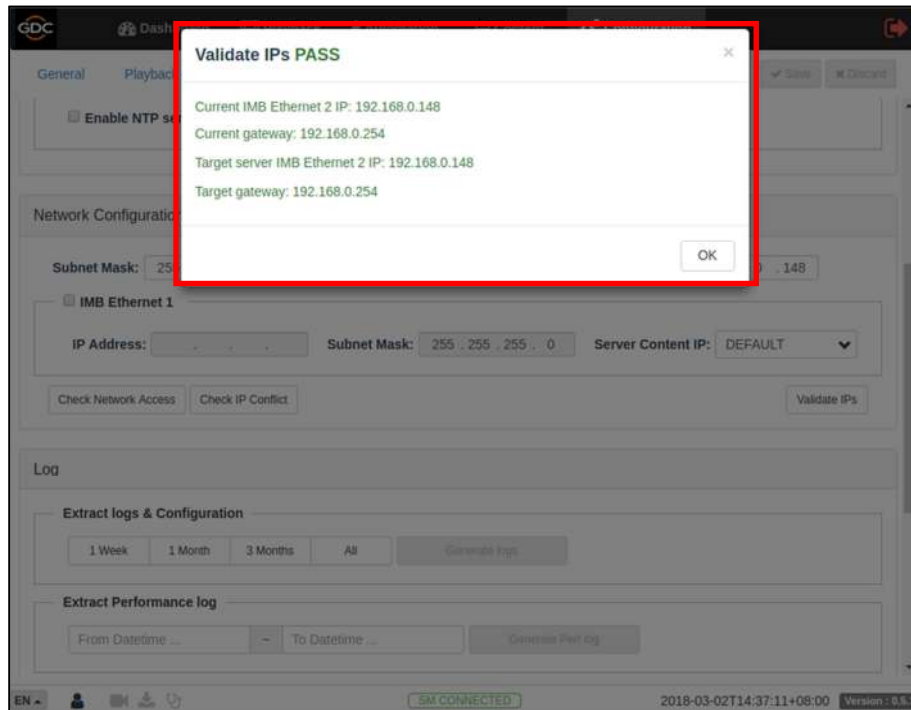 GDC
Validate IPs PASS
×
General
Save
Discard
Current IMB Ethernet 2 IP: 192.168.0.148
Current gateway: 192.168.0.254
Target server IMB Ethernet 2 IP: 192.168.0.148
Target gateway: 192.168.0.254
OK
Enable NTP
Network
Subnet Mask: . 148
IMB Ethernet 1
IP Address: . . . Subnet Mask: 255 . 255 . 255 . 0 Server Content IP: DEFAULT
Check Network Access Check IP Conflict Validate IPs
Log
Extract logs & Configuration
1 Week 1 Month 3 Months All Generate logs
Extract Performance log
From Datetime ... ~ To Datetime ... Generate Perf log
EN SM CONNECTED 2018-03-02T14:37:11+08:00 Version :